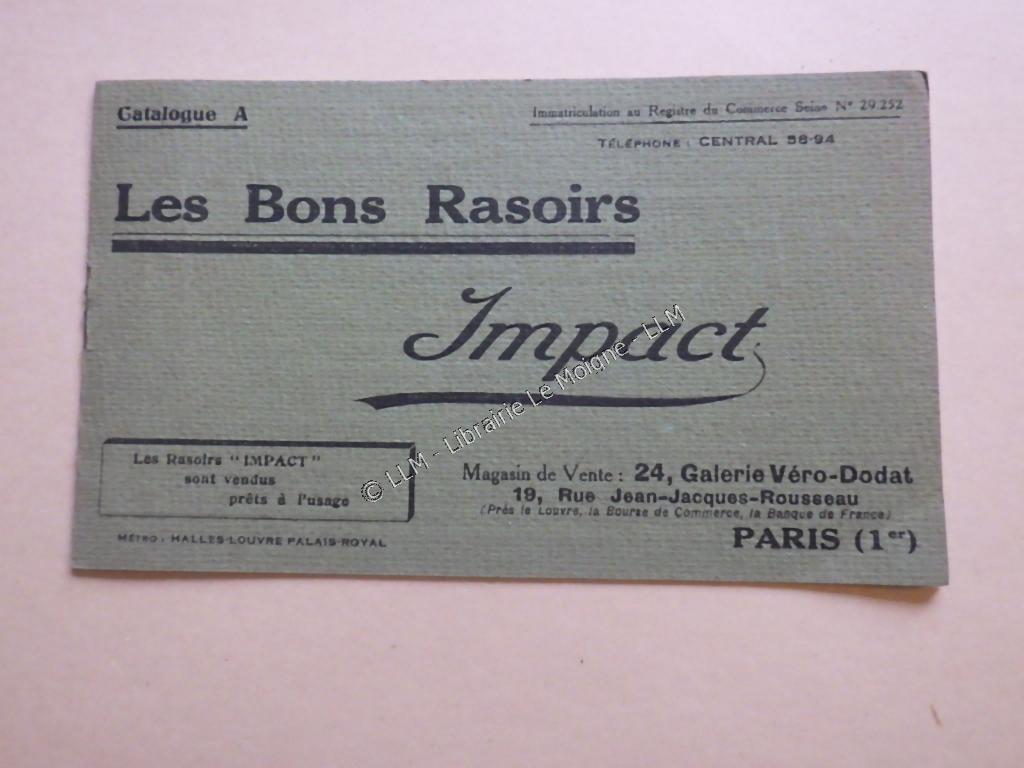 Catalogue A
Immatriculation au Registre du Commerce Seine N° 29.252
TÉLÉPHONE : CENTRAL 58-94
Les Bons Rasoirs
Impact
© LLM - Librairie Le Moigne - LLM
Les Rasoirs "IMPACT"
sont vendus
prêts à l'usage
MÉTRO : HALLES-LOUVRE PALAIS-ROYAL
Magasin de Vente : 24, Galerie Véro-Dodat
19, Rue Jean-Jacques-Rousseau
(Près le Louvre, la Bourse de Commerce, la Banque de France)
PARIS (1er)